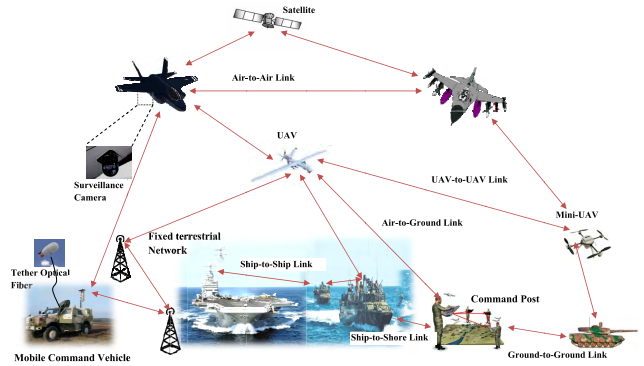 Satellite
Air-to-Air Link
UAV
Surveillance
Camera
UAV-to-UAV Link
Mini-UAV
Air-to-Ground Link
Fixed terrestrial
Network
Ship-to-Ship Link
Tether Optical
Fiber
Command Post
Ship-to-Shore Link
Mobile Command Vehicle
Ground-to-Ground Link